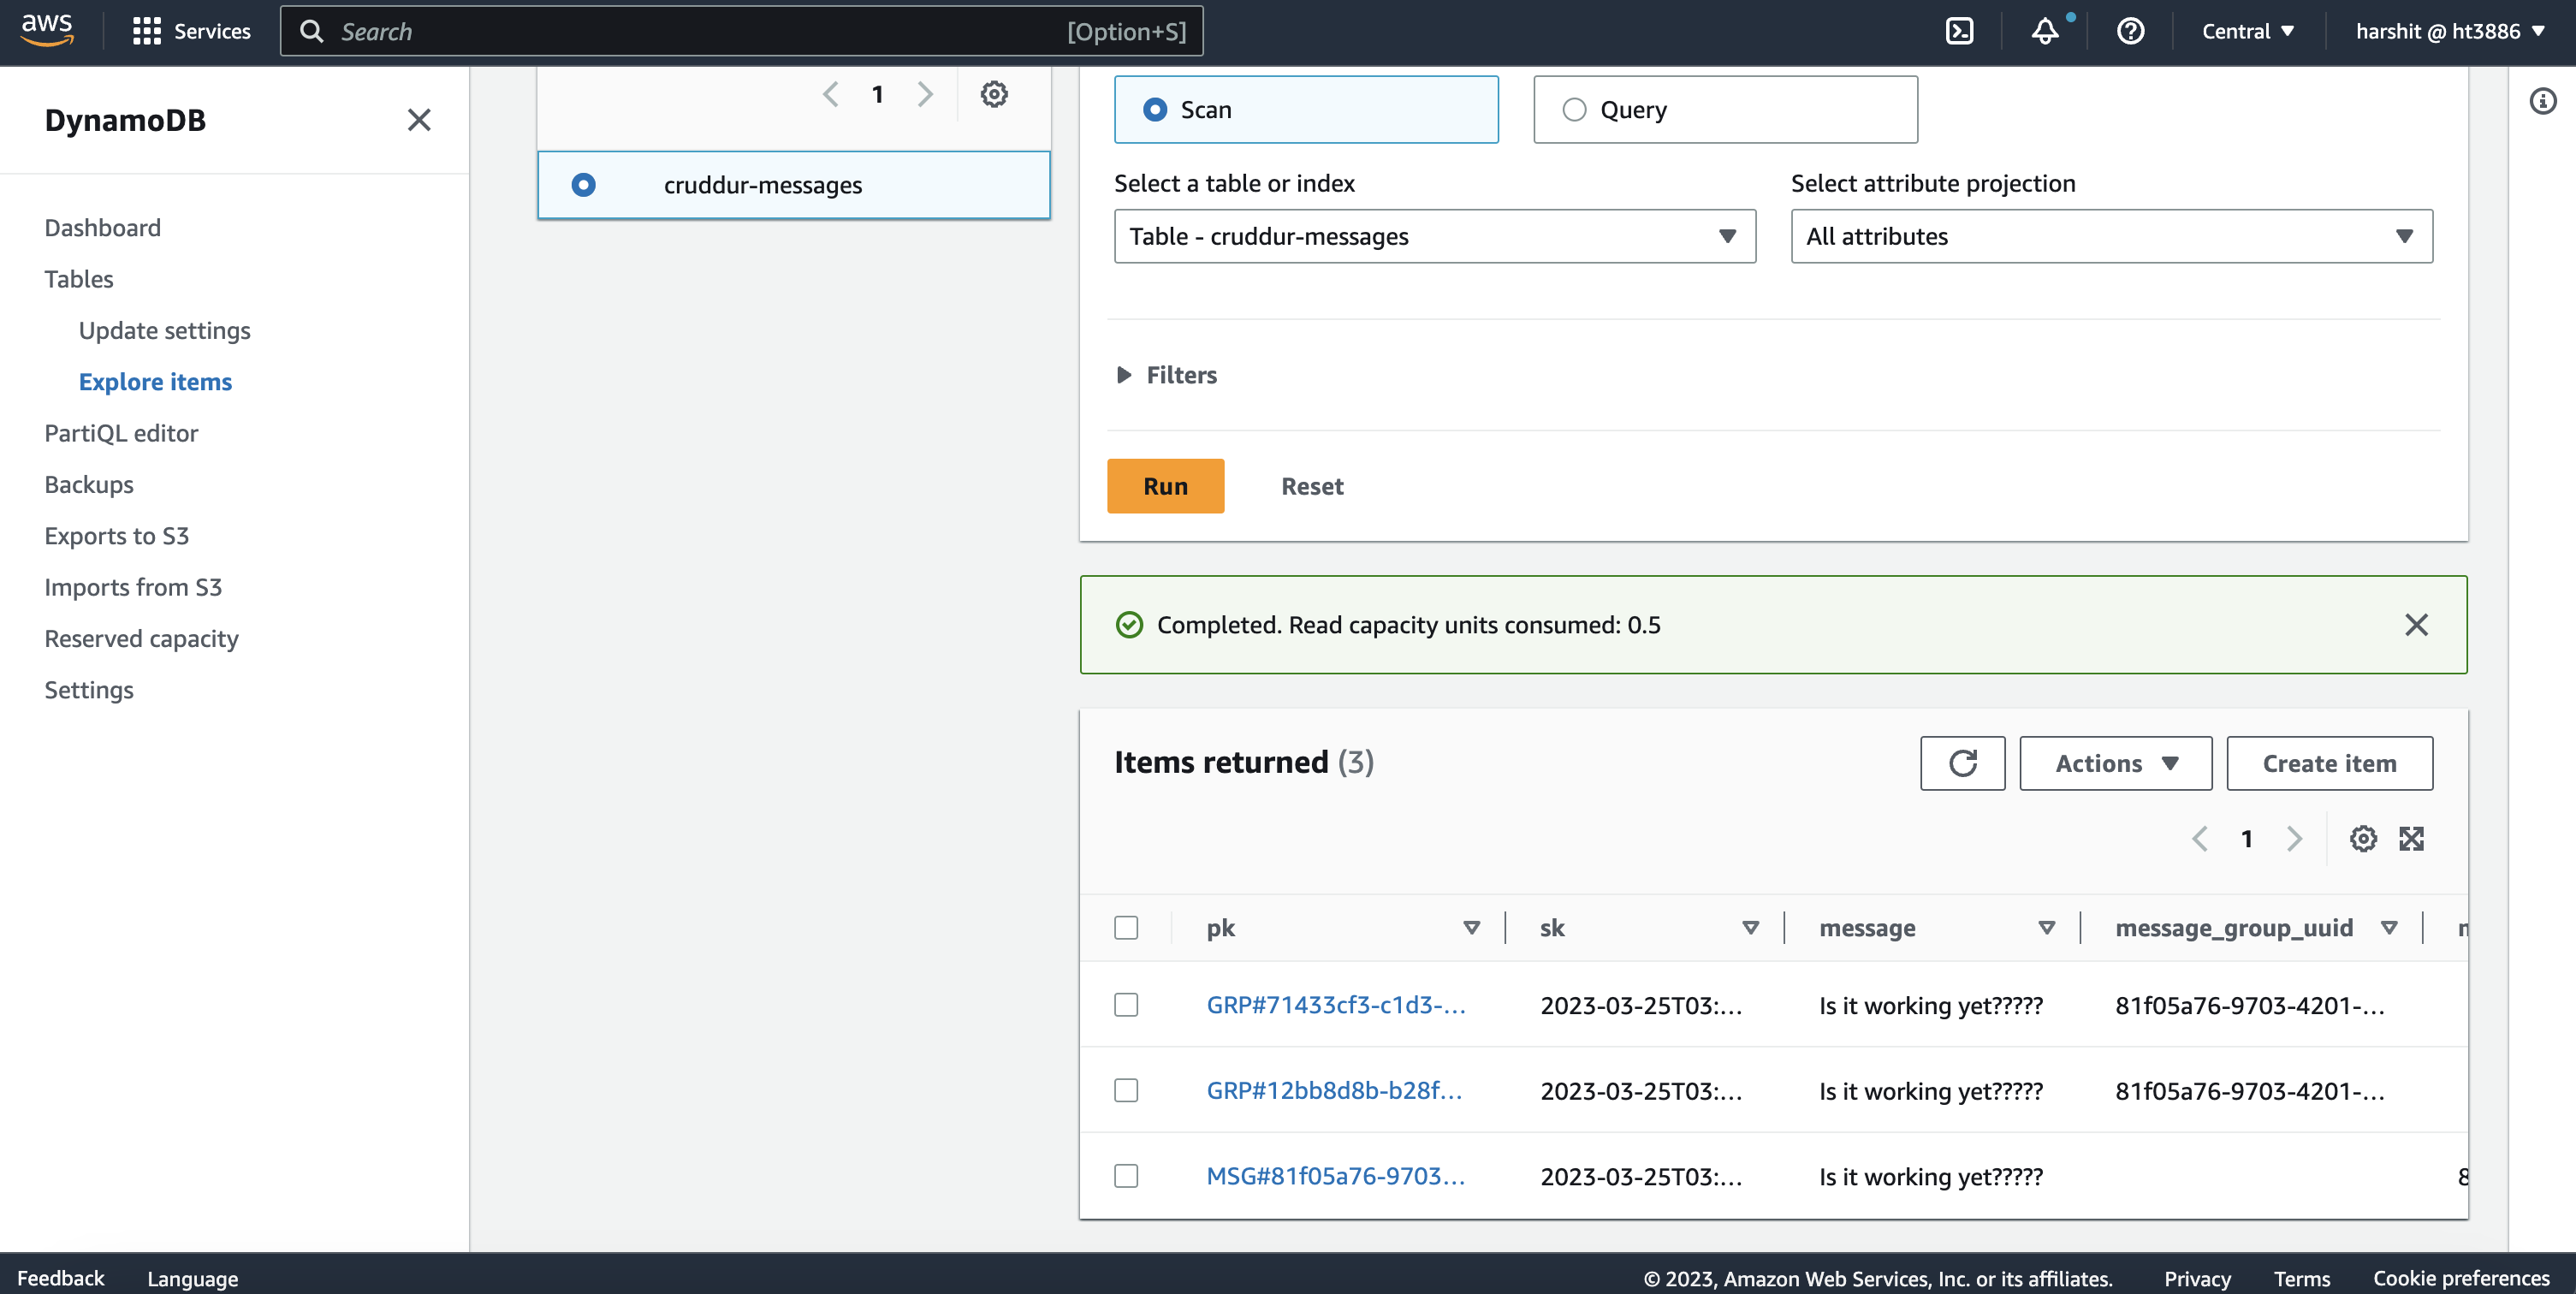 aws Services Search [Option+S] Central harshit @ ht3886
DynamoDB
Dashboard
Tables
Update settings
Explore items
PartiQL editor
Backups
Exports to S3
Imports from S3
Reserved capacity
Settings
1
cruddur-messages
Scan Query
Select a table or index Select attribute projection
Table - cruddur-messages All attributes
Filters
Run Reset
Completed. Read capacity units consumed: 0.5
Items returned (3) Actions Create item
1
pk sk message message_group_uuid
GRP#71433cf3-c1d3-... 2023-03-25T03:... Is it working yet????? 81f05a76-9703-4201-...
GRP#12bb8d8b-b28f... 2023-03-25T03:... Is it working yet????? 81f05a76-9703-4201-...
MSG#81f05a76-9703... 2023-03-25T03:... Is it working yet?????
Feedback Language © 2023, Amazon Web Services, Inc. or its affiliates. Privacy Terms Cookie preferences